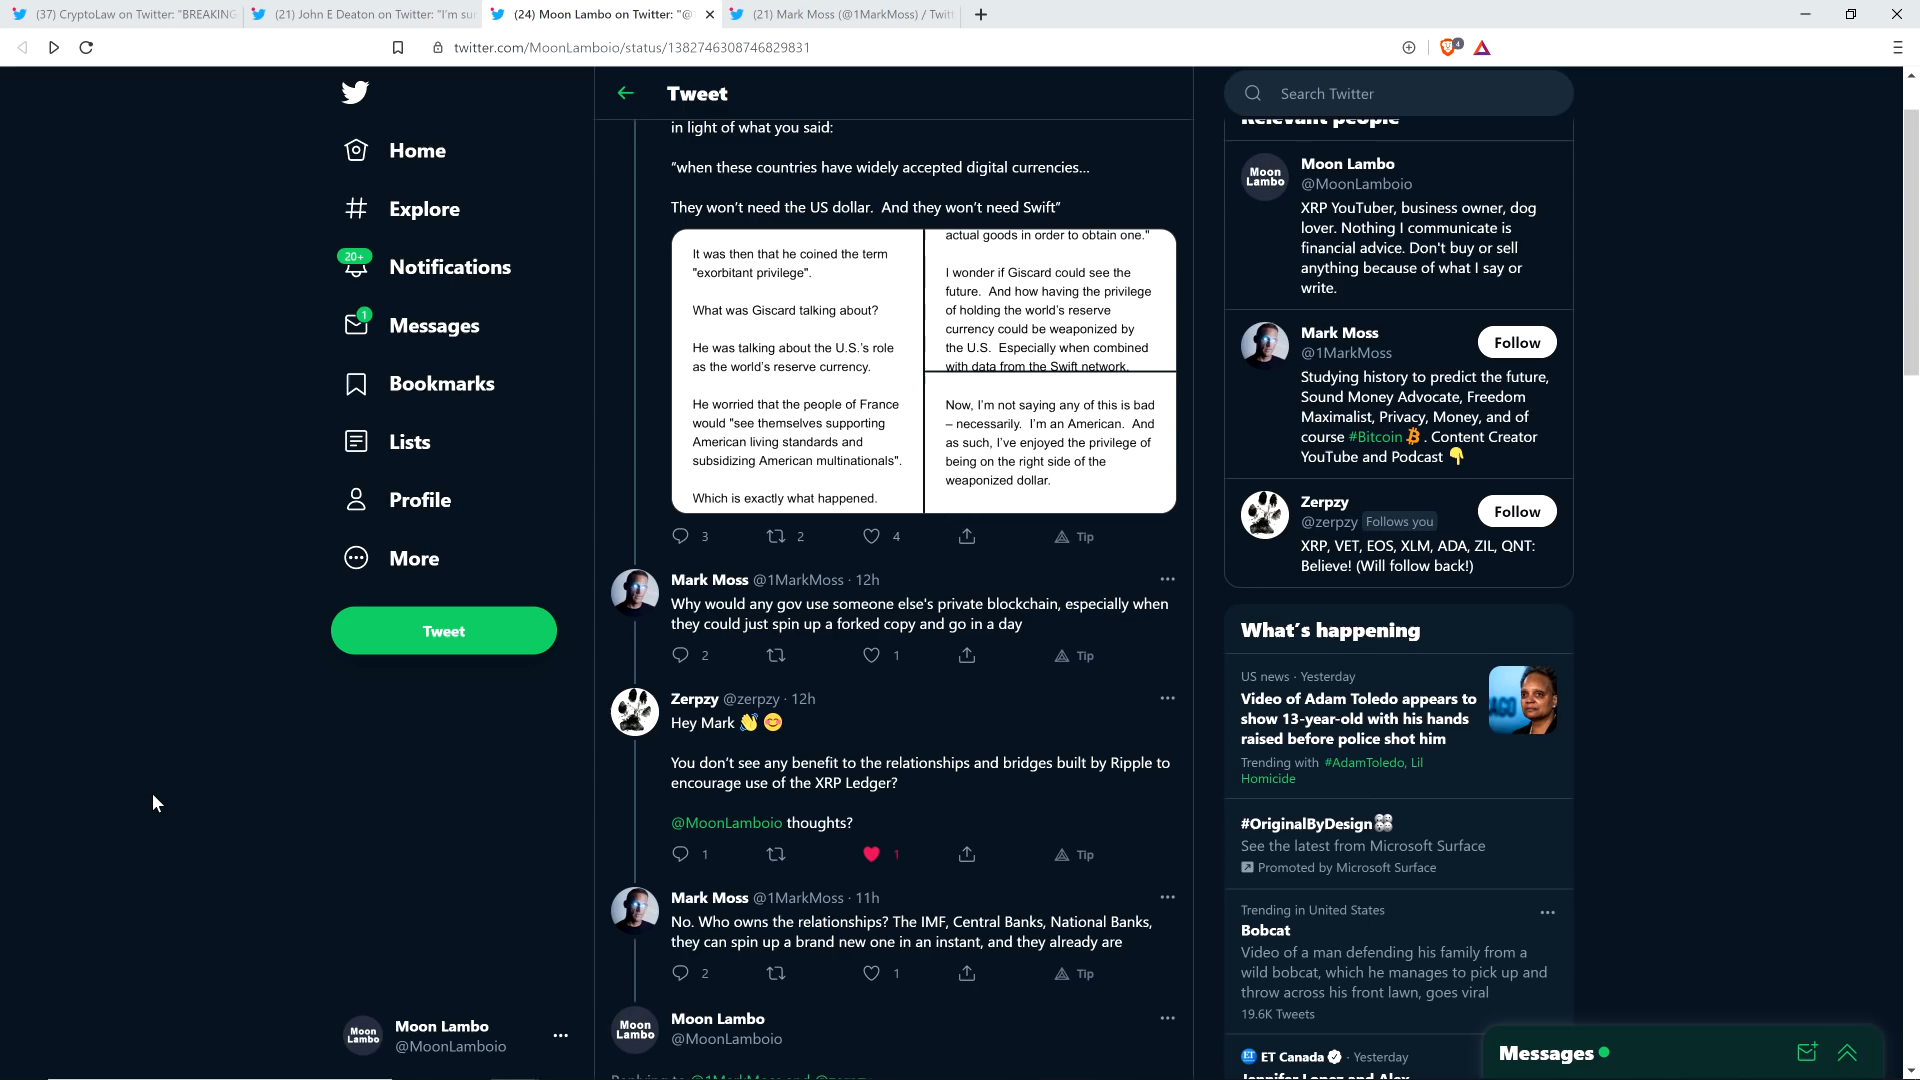 (37) CryptoLaw on Twitter: "BREAKING
(21) John E Deaton on Twitter: "I'm su
(24) Moon Lambo on Twitter: "@
(21) Mark Moss (@1MarkMoss) / Twitt
twitter.com/MoonLamboio/status/1382746308746829831
4
Home
Explore
20+
Notifications
1
Messages
Bookmarks
Lists
Profile
More
Tweet
Moon Lambo
Moon Lambo
@MoonLamboio
Tweet
in light of what you said:
“when these countries have widely accepted digital currencies...
They won’t need the US dollar. And they won’t need Swift”
It was then that he coined the term
"exorbitant privilege".
What was Giscard talking about?
He was talking about the U.S.’s role
as the world’s reserve currency.
He worried that the people of France
would "see themselves supporting
American living standards and
subsidizing American multinationals".
Which is exactly what happened.
actual goods in order to obtain one."
I wonder if Giscard could see the
future. And how having the privilege
of holding the world’s reserve
currency could be weaponized by
the U.S. Especially when combined
with data from the Swift network.
Now, I’m not saying any of this is bad
– necessarily. I’m an American. And
as such, I’ve enjoyed the privilege of
being on the right side of the
weaponized dollar.
3 2 4 Tip
Mark Moss @1MarkMoss · 12h
Why would any gov use someone else's private blockchain, especially when
they could just spin up a forked copy and go in a day
2 1 Tip
Zerpzy @zerpzy · 12h
Hey Mark 👋 😊
You don’t see any benefit to the relationships and bridges built by Ripple to
encourage use of the XRP Ledger?
@MoonLamboio thoughts?
1 1 Tip
Mark Moss @1MarkMoss · 11h
No. Who owns the relationships? The IMF, Central Banks, National Banks,
they can spin up a brand new one in an instant, and they already are
2 1 Tip
Moon Lambo
Moon Lambo
@MoonLamboio
Replying to @1MarkMoss and @zerpzy
Search Twitter
Relevant people
Moon Lambo
Moon Lambo
@MoonLamboio
XRP YouTuber, business owner, dog
lover. Nothing I communicate is
financial advice. Don't buy or sell
anything because of what I say or
write.
Mark Moss
@1MarkMoss
Follow
Studying history to predict the future,
Sound Money Advocate, Freedom
Maximalist, Privacy, Money, and of
course #Bitcoin . Content Creator
YouTube and Podcast 👇
Zerpzy
@zerpzy Follows you
Follow
XRP, VET, EOS, XLM, ADA, ZIL, QNT:
Believe! (Will follow back!)
What’s happening
US news · Yesterday
Video of Adam Toledo appears to
show 13-year-old with his hands
raised before police shot him
Trending with #AdamToledo, Lil
Homicide
#OriginalByDesign
See the latest from Microsoft Surface
Promoted by Microsoft Surface
Trending in United States
Bobcat
Video of a man defending his family from a
wild bobcat, which he manages to pick up and
throw across his front lawn, goes viral
19.6K Tweets
ET Canada · Yesterday
Jennifer Lopez and Alex
Messages